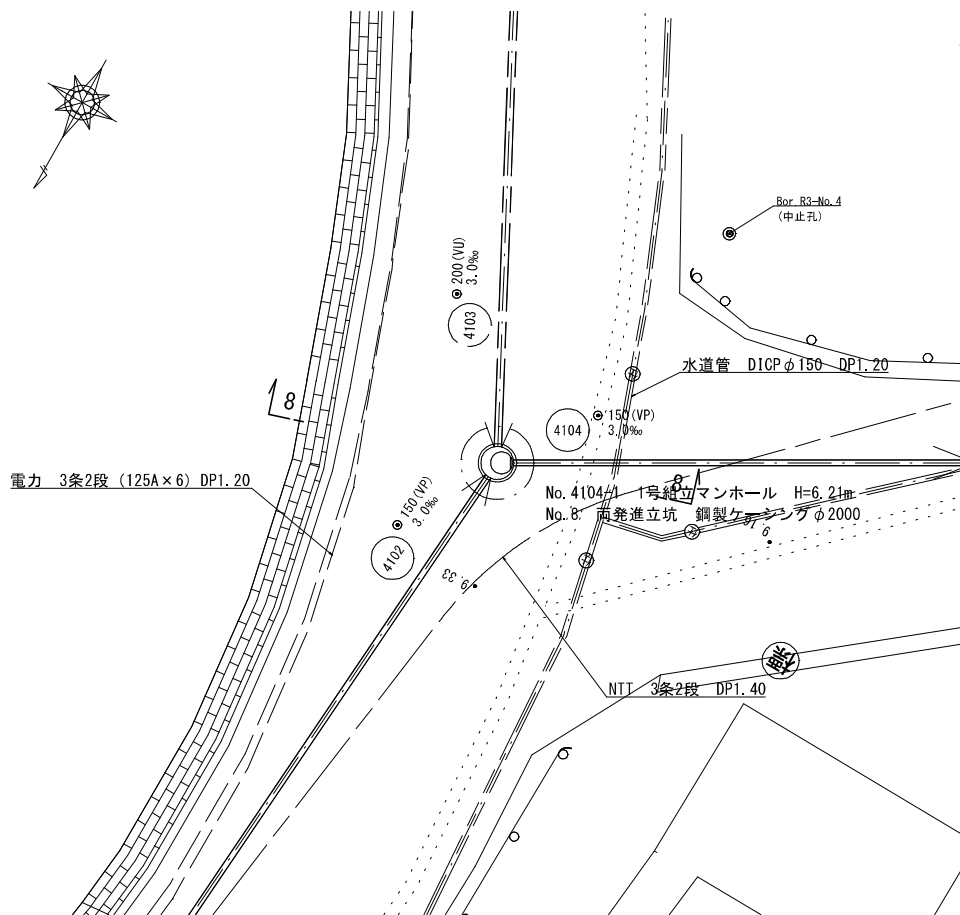 Bor.R3-No.4
(中止孔)
200(VU)
3.0‰
4103
水道管 DICPφ150 DP1.20
8
150(VP)
3.0‰
4104
電力 3条2段 (125A×6) DP1.20
8
No.4104-1 1号組立マンホール H=6.21m
No.8 両発進立坑 鋼製ケーシングφ2000
150(VP)
3.0‰
4102
9.16
9.33
NTT 3条2段 DP1.40